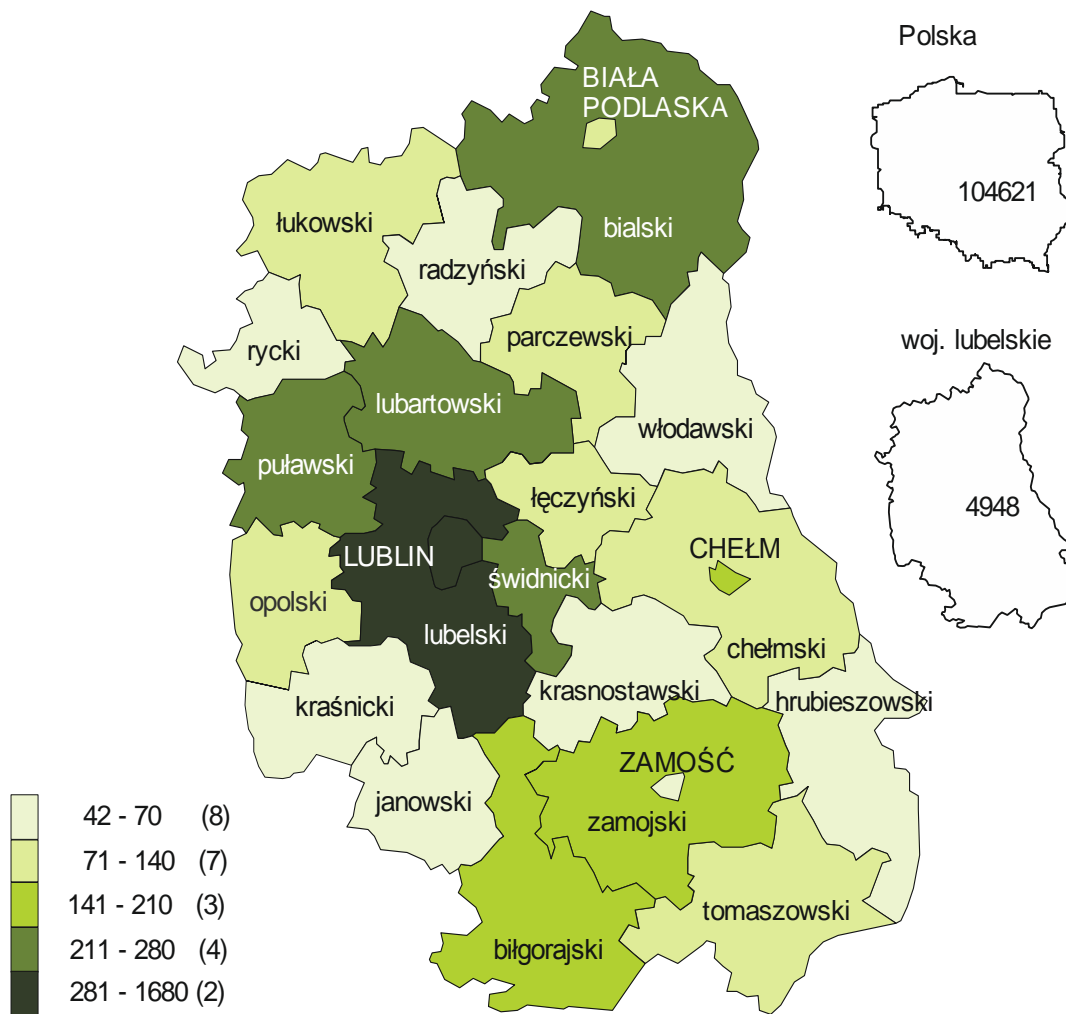 Polska
104621
woj. lubelskie
4948
BIAŁA
PODLASKA
bialski
łukowski
radzyński
parczewski
rycki
lubartowski
włodawski
puławski
łęczyński
LUBLIN
CHEŁM
świdnicki
opolski
lubelski
chełmski
kraśnicki
krasnostawski
hrubieszowski
ZAMOŚĆ
janowski
zamojski
tomaszowski
biłgorajski
42 - 70 (8)
71 - 140 (7)
141 - 210 (3)
211 - 280 (4)
281 - 1680 (2)